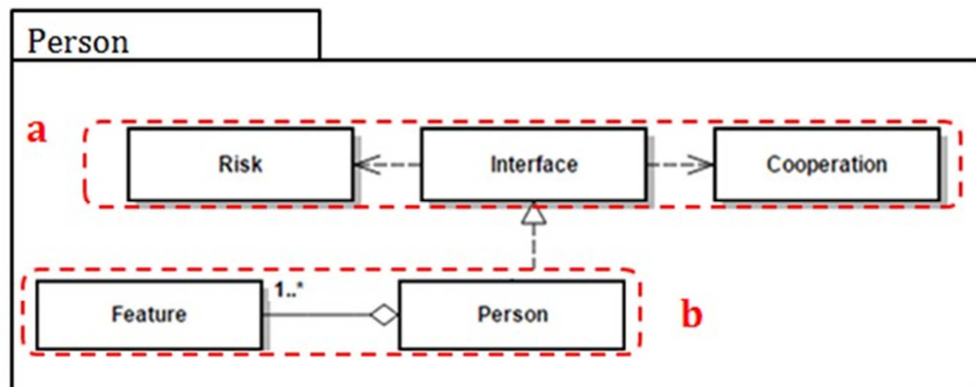 Person
a
Risk
Interface
Cooperation
1..*
Feature
Person
b